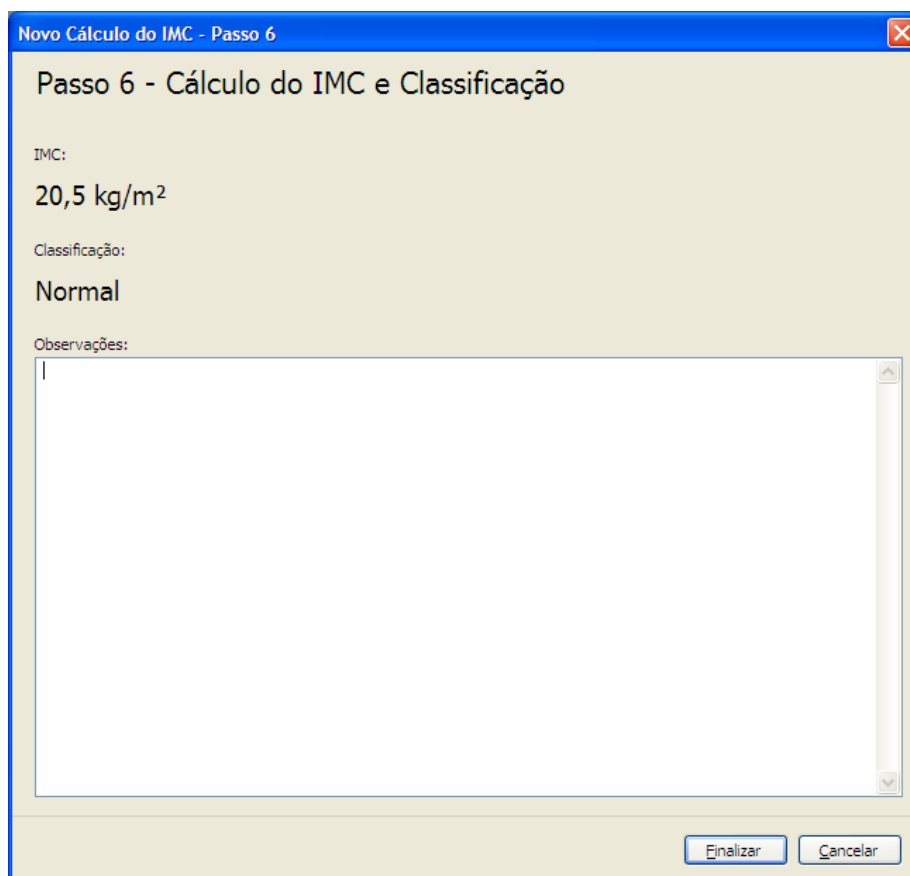 Novo Cálculo do IMC - Passo 6
Passo 6 - Cálculo do IMC e Classificação
IMC:
20,5 kg/m²
Classificação:
Normal
Observações:
Finalizar Cancelar